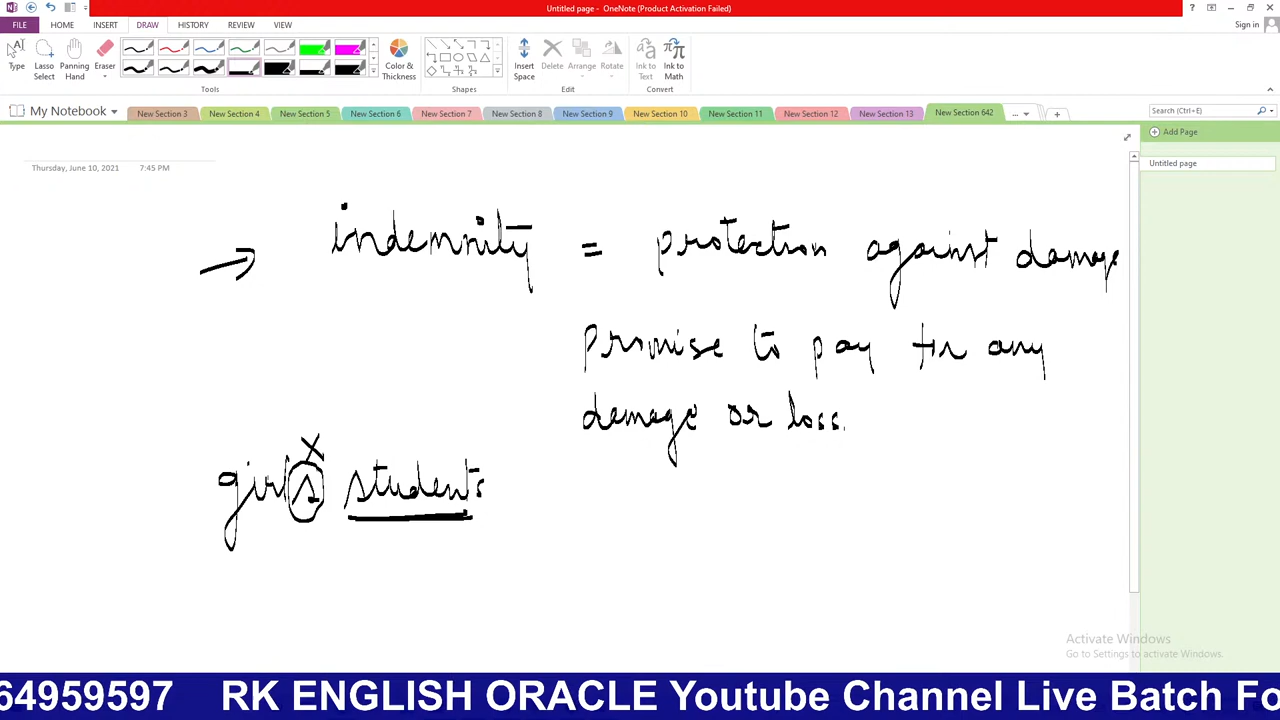 Untitled page - OneNote (Product Activation Failed)
FILE HOME INSERT DRAW HISTORY REVIEW VIEW
Sign in
Type Lasso Select Panning Hand Eraser Color & Thickness Insert Space Delete Arrange Rotate Ink to Text Ink to Math
Tools Shapes Edit Convert
My Notebook New Section 3 New Section 4 New Section 5 New Section 6 New Section 7 New Section 8 New Section 9 New Section 10 New Section 11 New Section 12 New Section 13 New Section 642 ... Search (Ctrl+E)
Add Page
Untitled page
Thursday, June 10, 2021 7:45 PM
⇒ indemnity = protection against damage
Promise to pay for any
damage or loss.
X
girls students
Activate Windows
Go to Settings to activate Windows.
64959597 RK ENGLISH ORACLE Youtube Channel Live Batch Fo